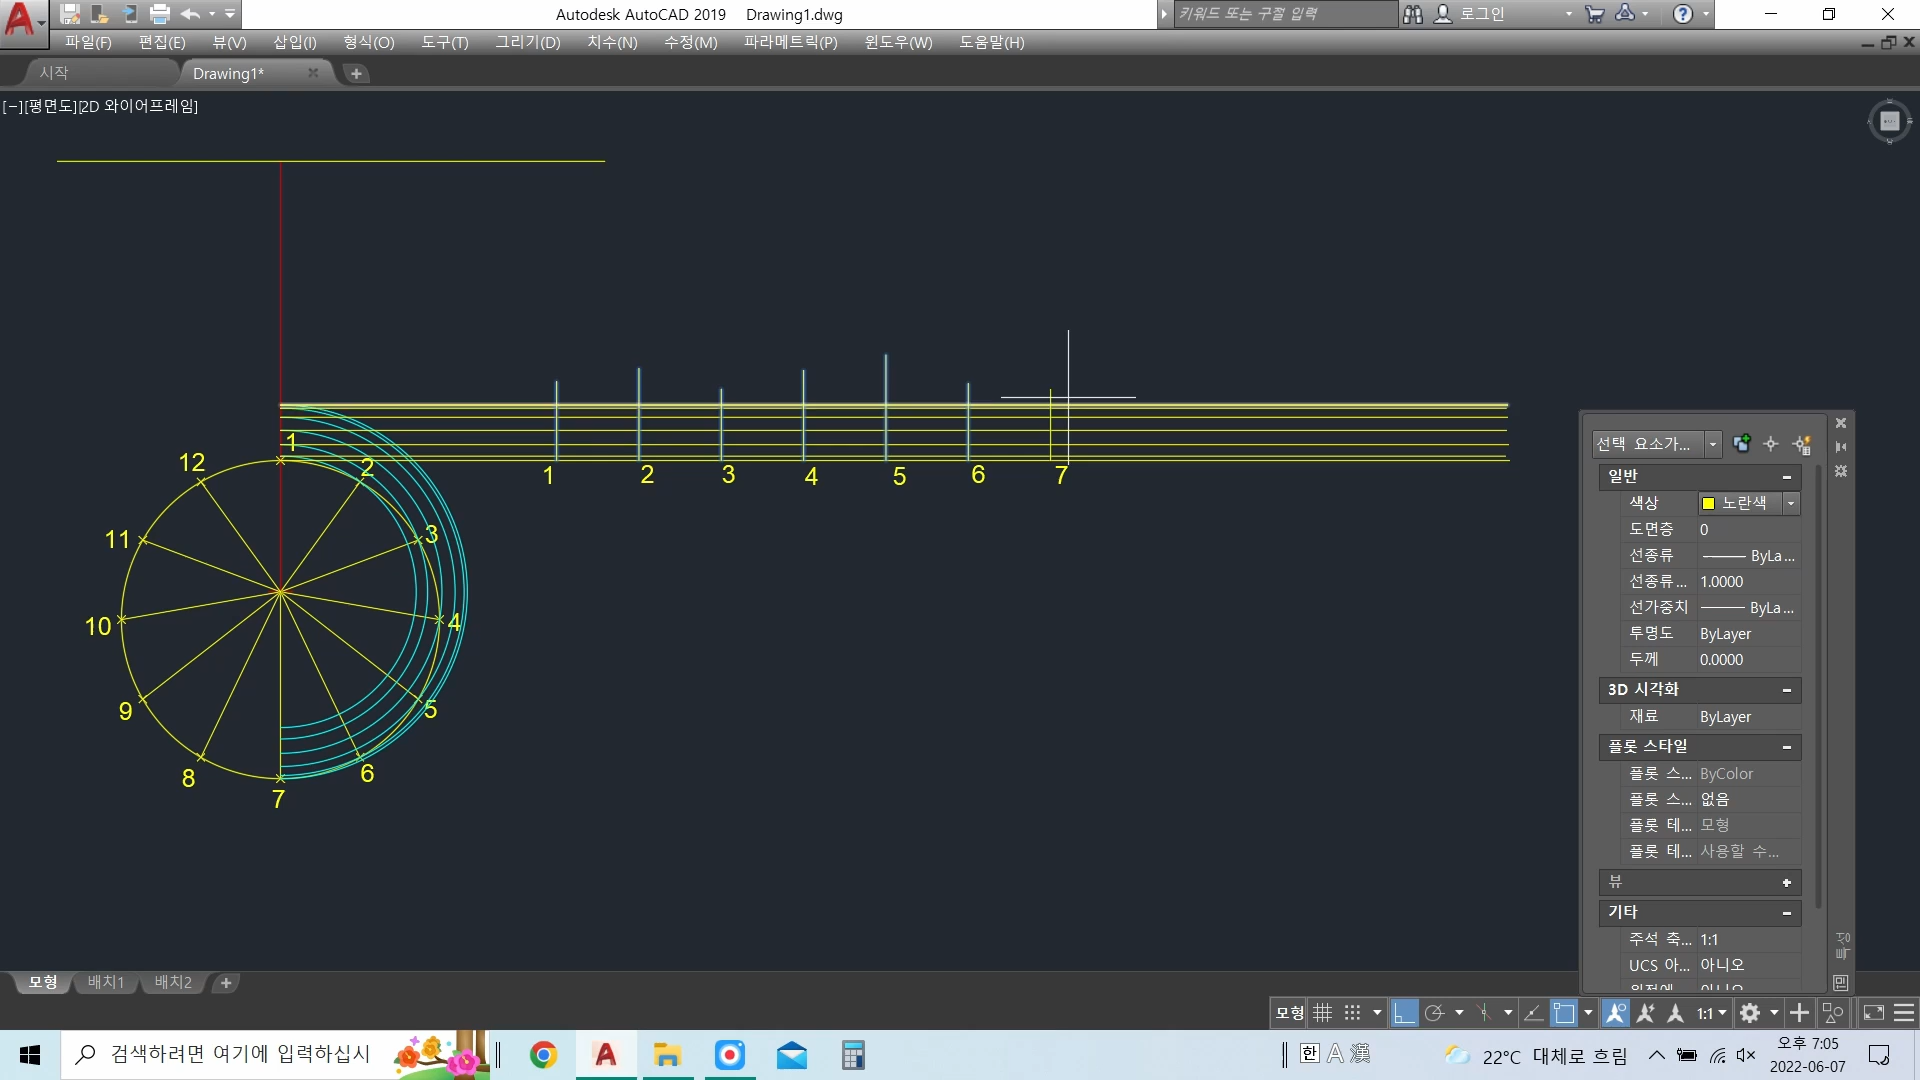 Autodesk AutoCAD 2019 Drawing1.dwg
키워드 또는 구절 입력
로그인
파일(F) 편집(E) 뷰(V) 삽입(I) 형식(O) 도구(T) 그리기(D) 치수(N) 수정(M) 파라메트릭(P) 윈도우(W) 도움말(H)
시작 Drawing1*
[−][평면도][2D 와이어프레임]
1
12 2
1 2 3 4 5 6 7
11 3
10 4
9 5
8 6
7
선택 요소가...
일반
색상 노란색
도면층 0
선종류 ByLa...
선종류... 1.0000
선가중치 ByLa...
투명도 ByLayer
두께 0.0000
3D 시각화
재료 ByLayer
플롯 스타일
플롯 스... ByColor
플롯 스... 없음
플롯 테... 모형
플롯 테... 사용할 수...
뷰
기타
주석 축... 1:1
UCS 아... 아니오
특성
모형 배치1 배치2
모형 1:1
검색하려면 여기에 입력하십시
한 A 漢
22°C 대체로 흐림
오후 7:05
2022-06-07